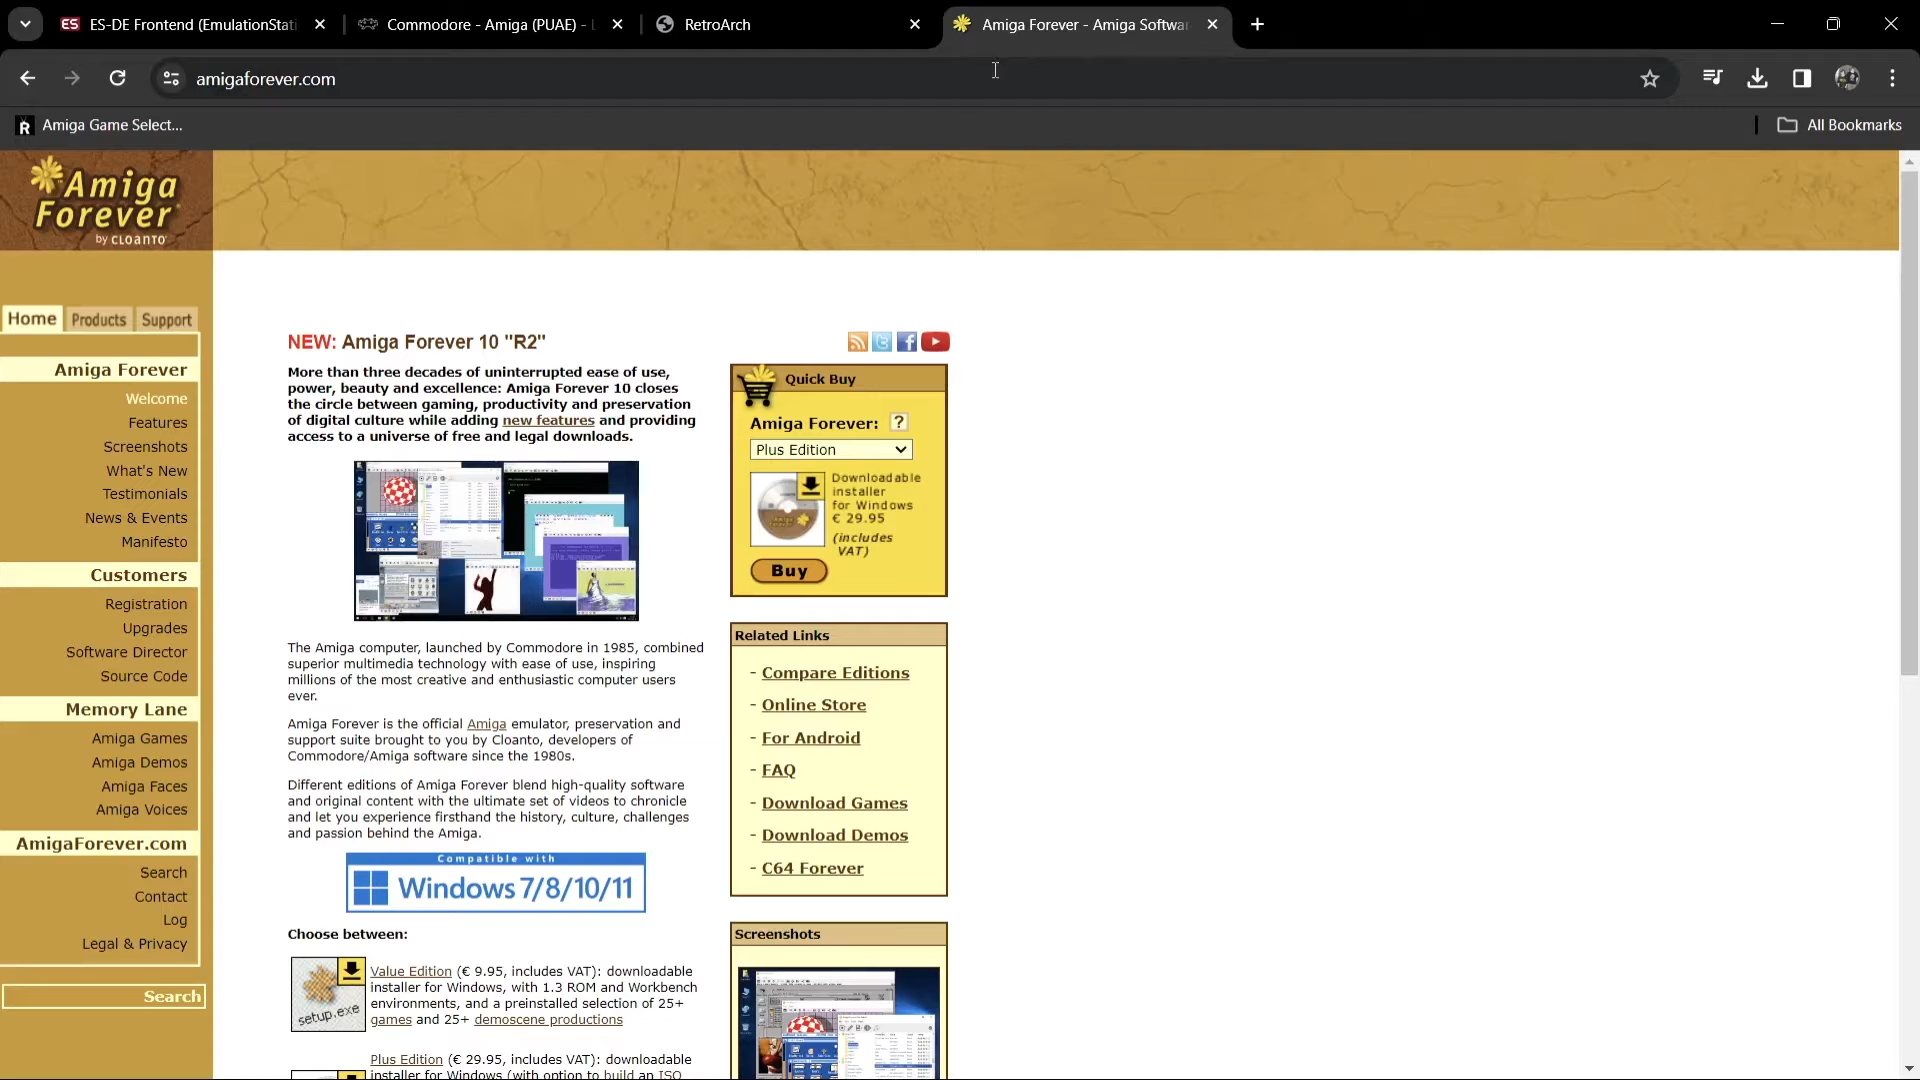 ES-DE Frontend (EmulationStati
Commodore - Amiga (PUAE) -
RetroArch
Amiga Forever - Amiga Softwa
amigaforever.com
Amiga Game Select...
All Bookmarks
Amiga
Forever
by CLOANTO
Home Products Support
Amiga Forever
Welcome
Features
Screenshots
What's New
Testimonials
News & Events
Manifesto
Customers
Registration
Upgrades
Software Director
Source Code
Memory Lane
Amiga Games
Amiga Demos
Amiga Faces
Amiga Voices
AmigaForever.com
Search
Contact
Log
Legal & Privacy
Search
NEW: Amiga Forever 10 "R2"
More than three decades of uninterrupted ease of use,
power, beauty and excellence: Amiga Forever 10 closes
the circle between gaming, productivity and preservation
of digital culture while adding new features and providing
access to a universe of free and legal downloads.
The Amiga computer, launched by Commodore in 1985, combined
superior multimedia technology with ease of use, inspiring
millions of the most creative and enthusiastic computer users
ever.
Amiga Forever is the official Amiga emulator, preservation and
support suite brought to you by Cloanto, developers of
Commodore/Amiga software since the 1980s.
Different editions of Amiga Forever blend high-quality software
and original content with the ultimate set of videos to chronicle
and let you experience firsthand the history, culture, challenges
and passion behind the Amiga.
Compatible with
Windows 7/8/10/11
Choose between:
setup.exe
Value Edition (€ 9.95, includes VAT): downloadable
installer for Windows, with 1.3 ROM and Workbench
environments, and a preinstalled selection of 25+
games and 25+ demoscene productions
Plus Edition (€ 29.95, includes VAT): downloadable
installer for Windows (with option to build an ISO
Quick Buy
Amiga Forever: ?
Plus Edition
Downloadable
installer
for Windows
€ 29.95
(includes
VAT)
Buy
Related Links
- Compare Editions
- Online Store
- For Android
- FAQ
- Download Games
- Download Demos
- C64 Forever
Screenshots